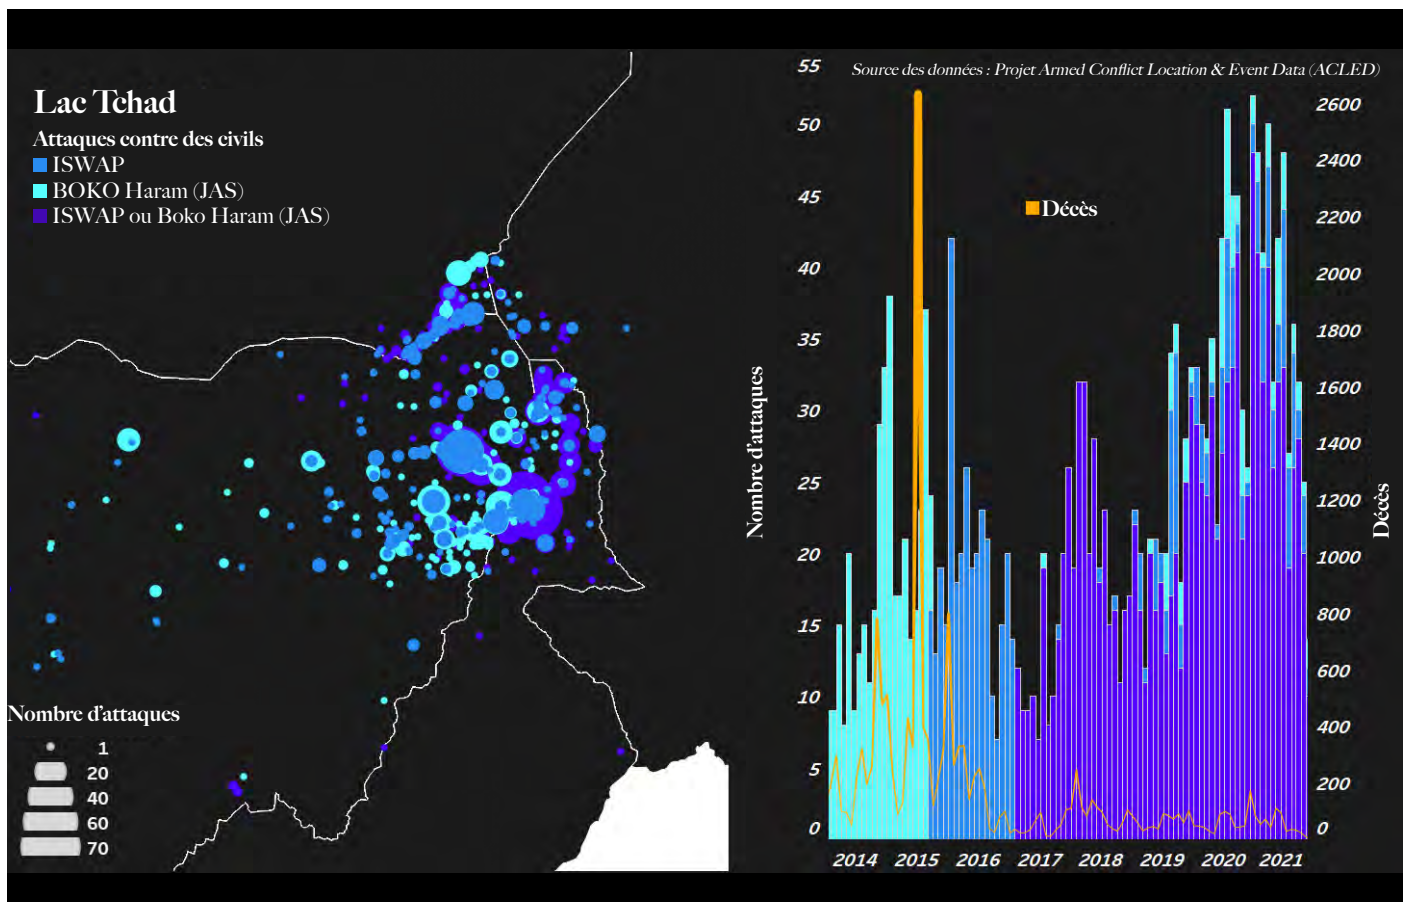 Lac Tchad
Attaques contre des civils
ISWAP
BOKO Haram (JAS)
ISWAP ou Boko Haram (JAS)
Nombre d'attaques
1
20
40
60
70
Source des données : Projet Armed Conflict Location & Event Data (ACLED)
Décès
Nombre d'attaques
55
50
45
40
35
30
25
20
15
10
5
0
2600
2400
2200
2000
1800
1600
1400
1200
1000
800
600
400
200
0
Décès
2014 2015 2016 2017 2018 2019 2020 2021